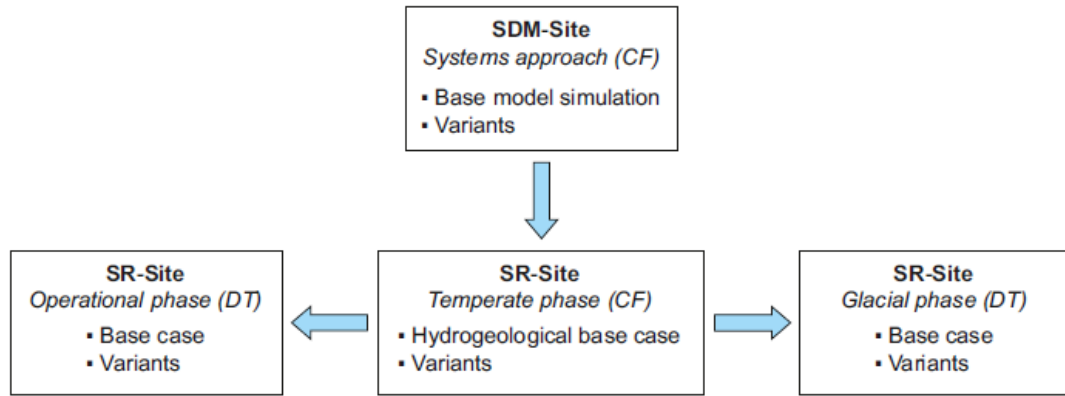 SDM-Site
Systems approach (CF)
▪ Base model simulation
▪ Variants
SR-Site
Operational phase (DT)
▪ Base case
▪ Variants
SR-Site
Temperate phase (CF)
▪ Hydrogeological base case
▪ Variants
SR-Site
Glacial phase (DT)
▪ Base case
▪ Variants